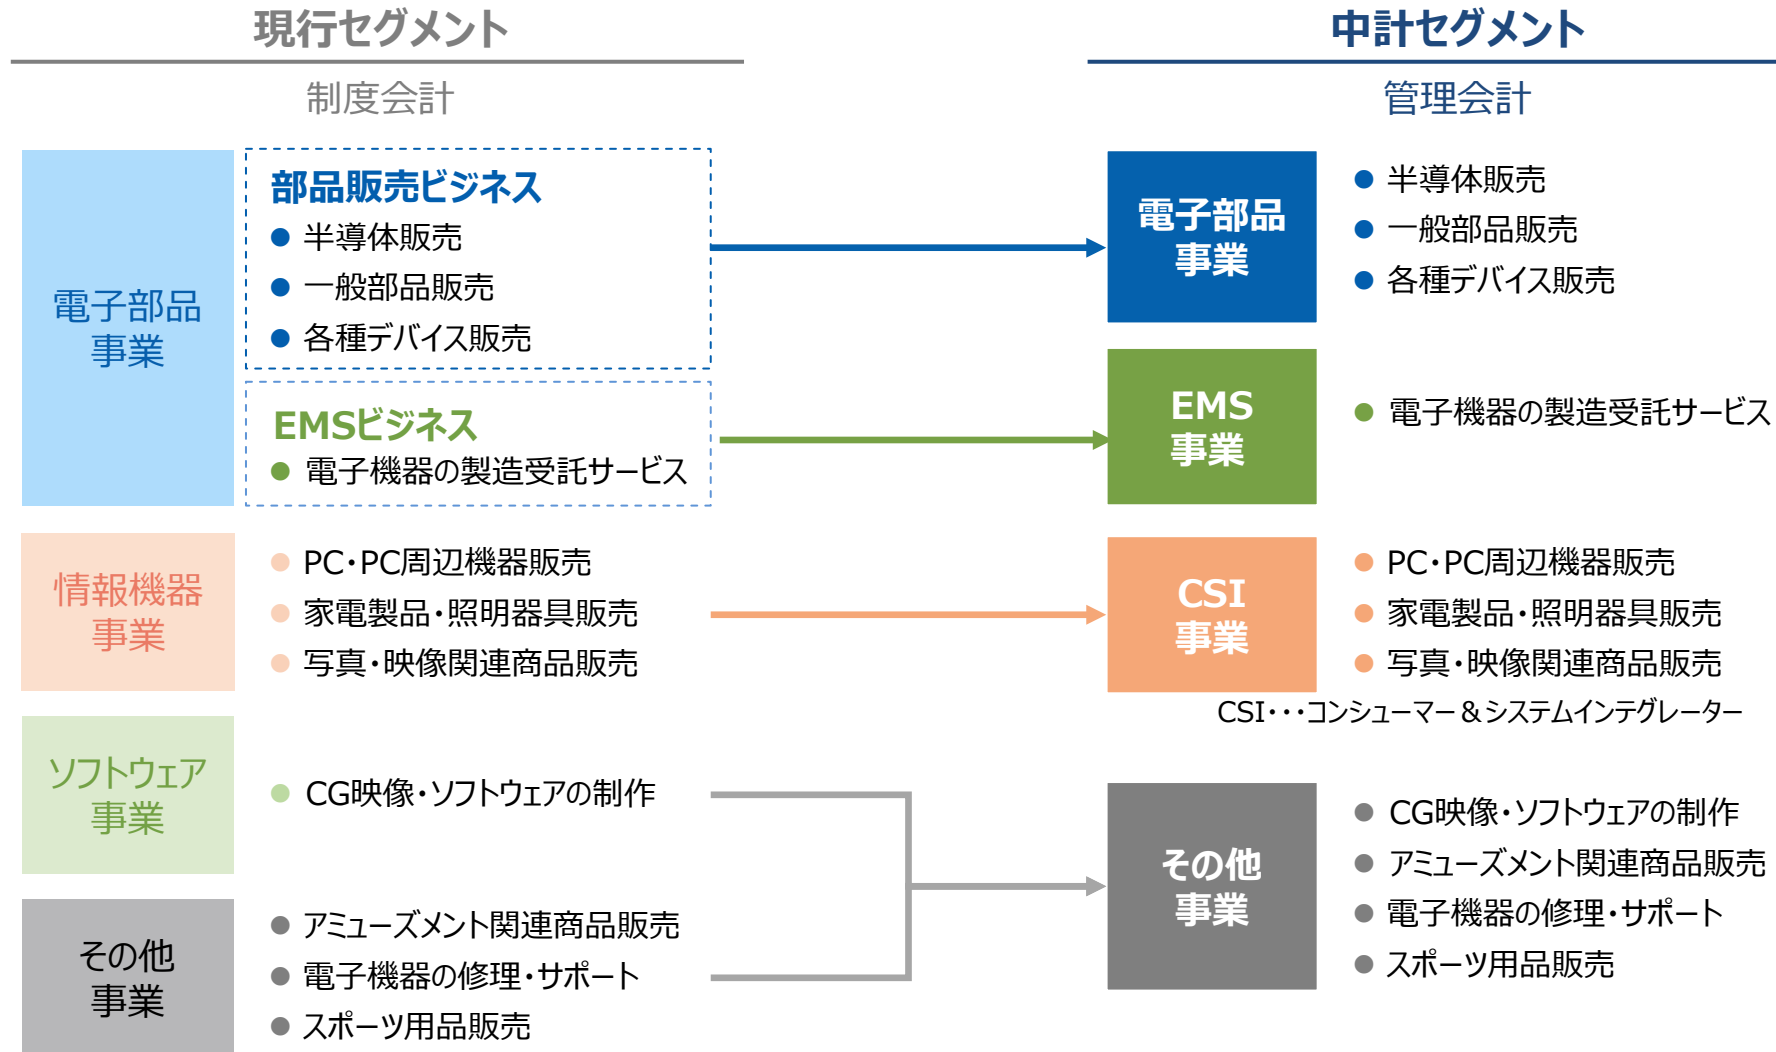 現行セグメント
制度会計
電子部品
事業
部品販売ビジネス
● 半導体販売
● 一般部品販売
● 各種デバイス販売
EMSビジネス
● 電子機器の製造受託サービス
情報機器
事業
● PC・PC周辺機器販売
● 家電製品・照明器具販売
● 写真・映像関連商品販売
ソフトウェア
事業
● CG映像・ソフトウェアの制作
その他
事業
● アミューズメント関連商品販売
● 電子機器の修理・サポート
● スポーツ用品販売
中計セグメント
管理会計
電子部品
事業
● 半導体販売
● 一般部品販売
● 各種デバイス販売
EMS
事業
● 電子機器の製造受託サービス
CSI
事業
● PC・PC周辺機器販売
● 家電製品・照明器具販売
● 写真・映像関連商品販売
CSI・・・コンシューマー＆システムインテグレーター
その他
事業
● CG映像・ソフトウェアの制作
● アミューズメント関連商品販売
● 電子機器の修理・サポート
● スポーツ用品販売